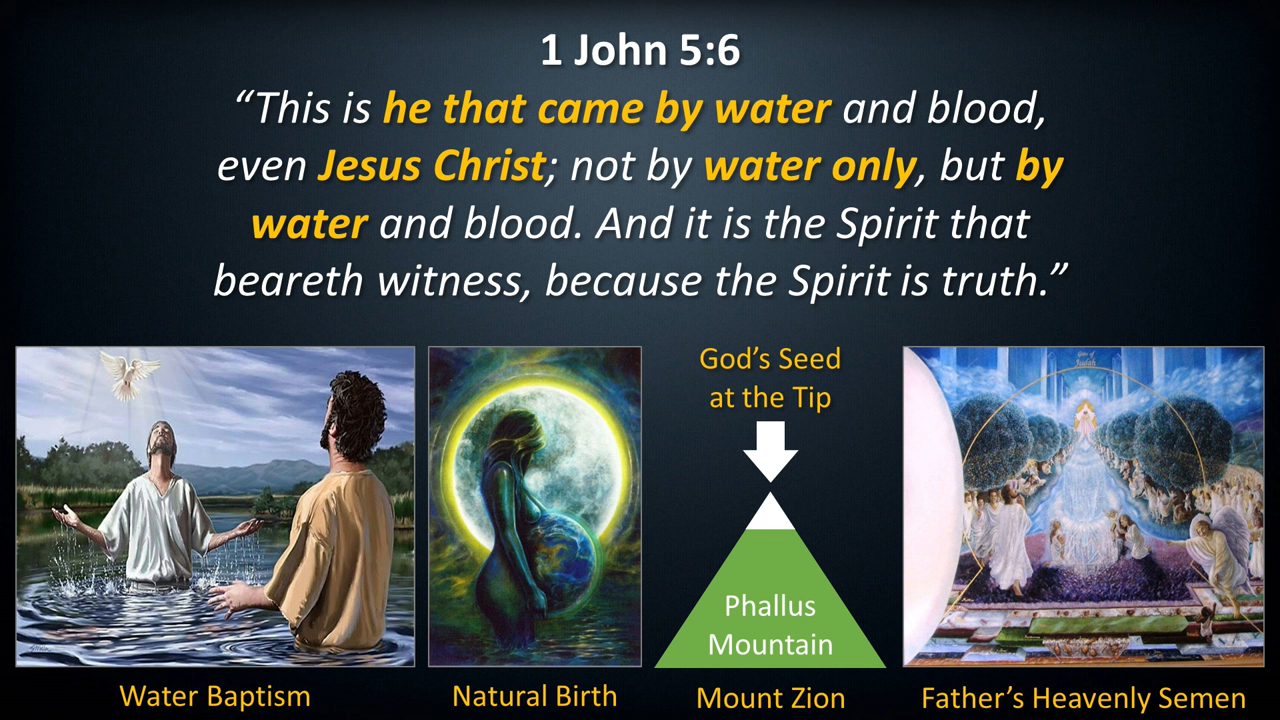 1 John 5:6
“This is he that came by water and blood,
even Jesus Christ; not by water only, but by
water and blood. And it is the Spirit that
beareth witness, because the Spirit is truth.”
God’s Seed
at the Tip
Phallus
Mountain
Water Baptism
Natural Birth
Mount Zion
Father’s Heavenly Semen